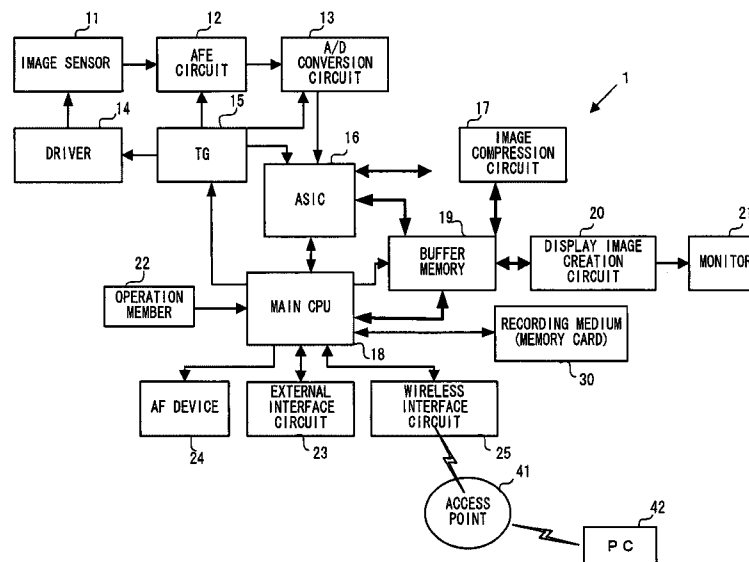 11
IMAGE SENSOR
12
AFE
CIRCUIT
13
A/D
CONVERSION
CIRCUIT
1
14
DRIVER
15
TG
16
ASIC
17
IMAGE
COMPRESSION
CIRCUIT
19
BUFFER
MEMORY
20
DISPLAY IMAGE
CREATION
CIRCUIT
21
MONITOR
22
OPERATION
MEMBER
MAIN CPU
18
RECORDING MEDIUM
(MEMORY CARD)
30
AF DEVICE
24
EXTERNAL
INTERFACE
CIRCUIT
23
WIRELESS
INTERFACE
CIRCUIT
25
41
ACCESS
POINT
42
PC